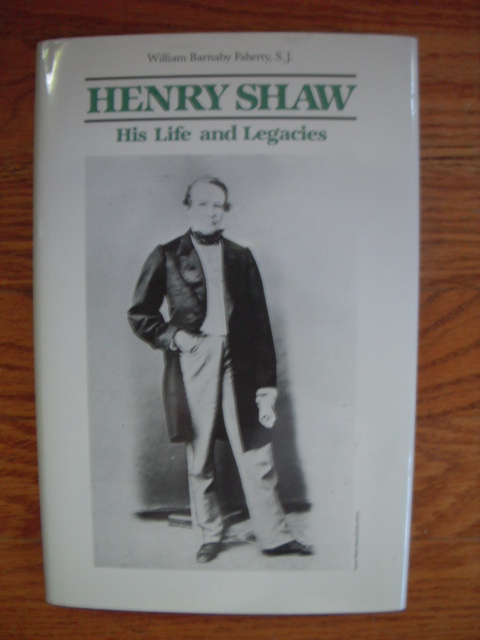 William Barnaby Faherty, S.J.
HENRY SHAW
His Life and Legacies